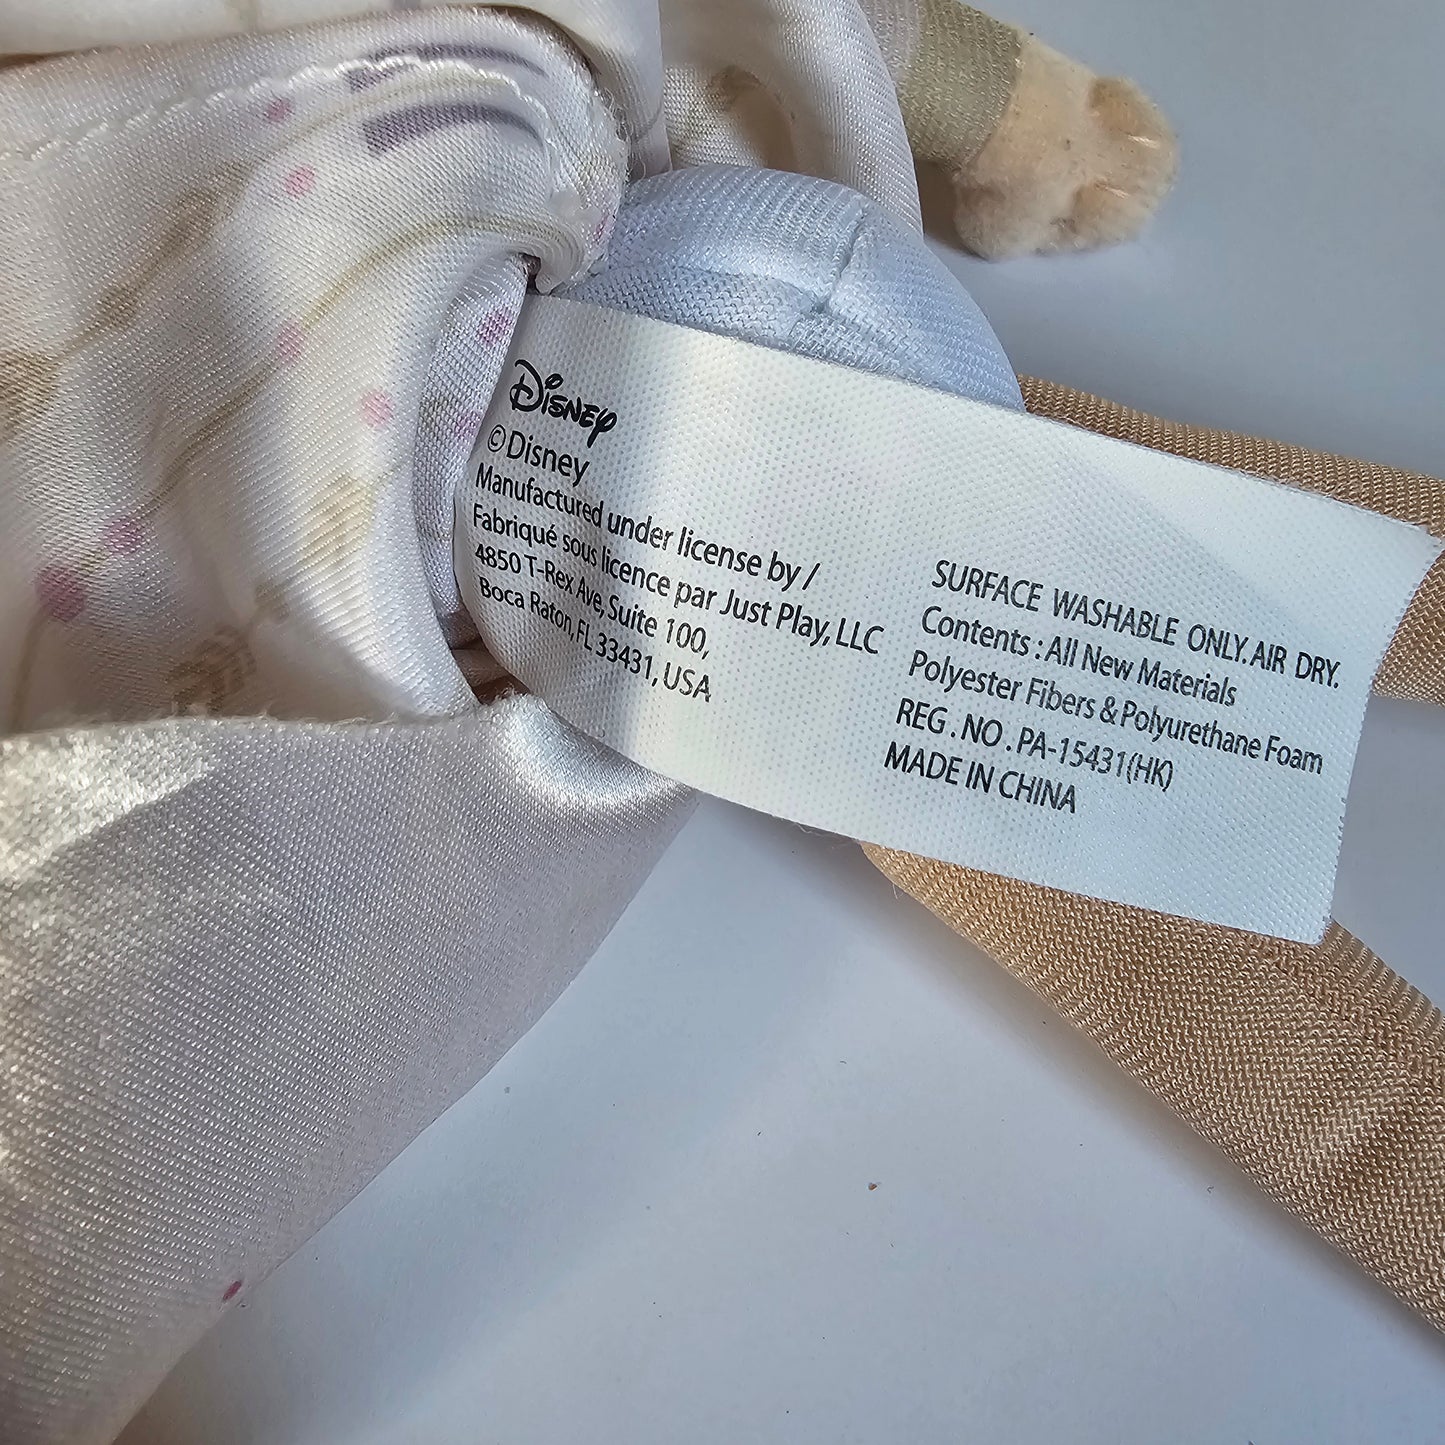 Disney
© Disney
Manufactured under license by /
Fabriqué sous licence par Just Play, LLC
4850 T-Rex Ave, Suite 100,
Boca Raton, FL 33431, USA
SURFACE WASHABLE ONLY. AIR DRY.
Contents : All New Materials
Polyester Fibers & Polyurethane Foam
REG . NO . PA-15431(HK)
MADE IN CHINA